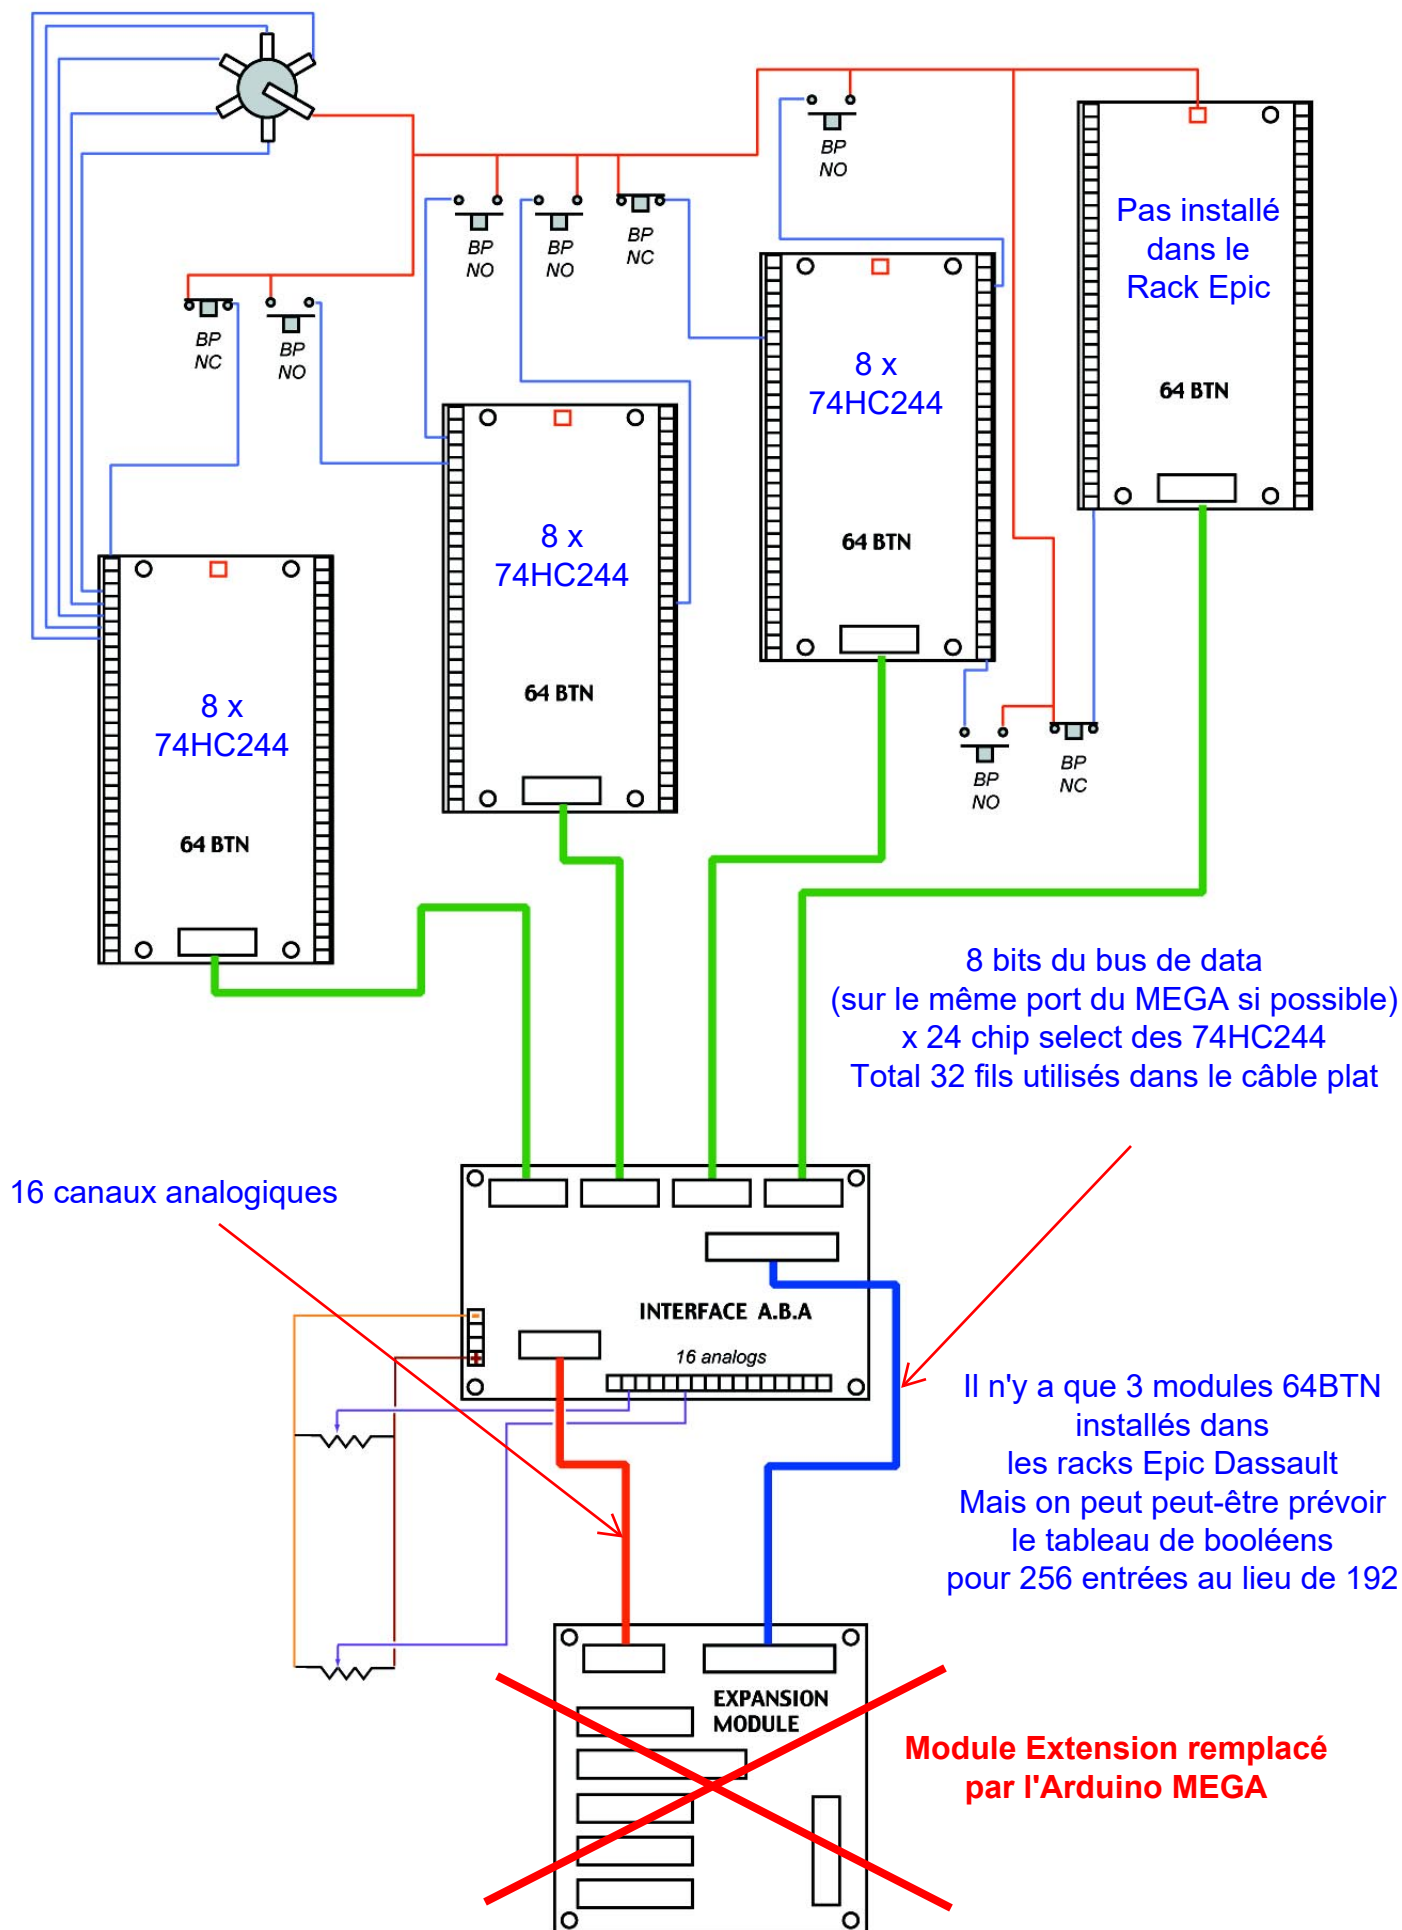 BP
NO
BP
NO
BP
NO
BP
NC
BP
NC
BP
NO
Pas installé
dans le
Rack Epic
64 BTN
8 x
74HC244
64 BTN
8 x
74HC244
64 BTN
8 x
74HC244
64 BTN
BP
NO
BP
NC
8 bits du bus de data
(sur le même port du MEGA si possible)
x 24 chip select des 74HC244
Total 32 fils utilisés dans le câble plat
16 canaux analogiques
-
INTERFACE A.B.A
+
16 analogs
Il n'y a que 3 modules 64BTN
installés dans
les racks Epic Dassault
Mais on peut peut-être prévoir
le tableau de booléens
pour 256 entrées au lieu de 192
EXPANSION
MODULE
Module Extension remplacé
par l'Arduino MEGA